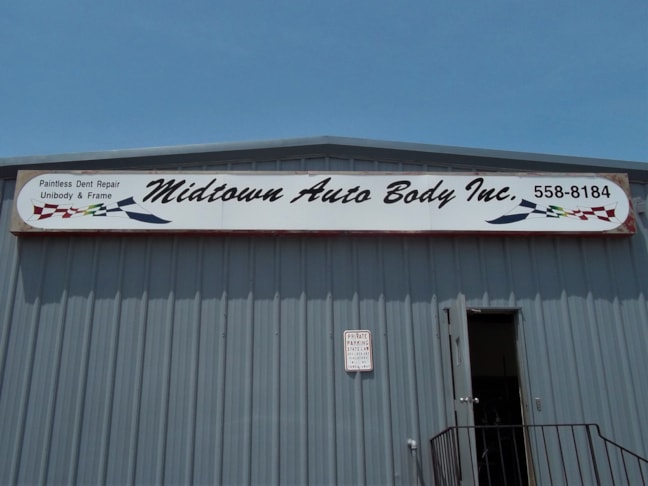 Paintless Dent Repair
Unibody & Frame
Midtown Auto Body Inc.
558-8184
PRIVATE
PARKING